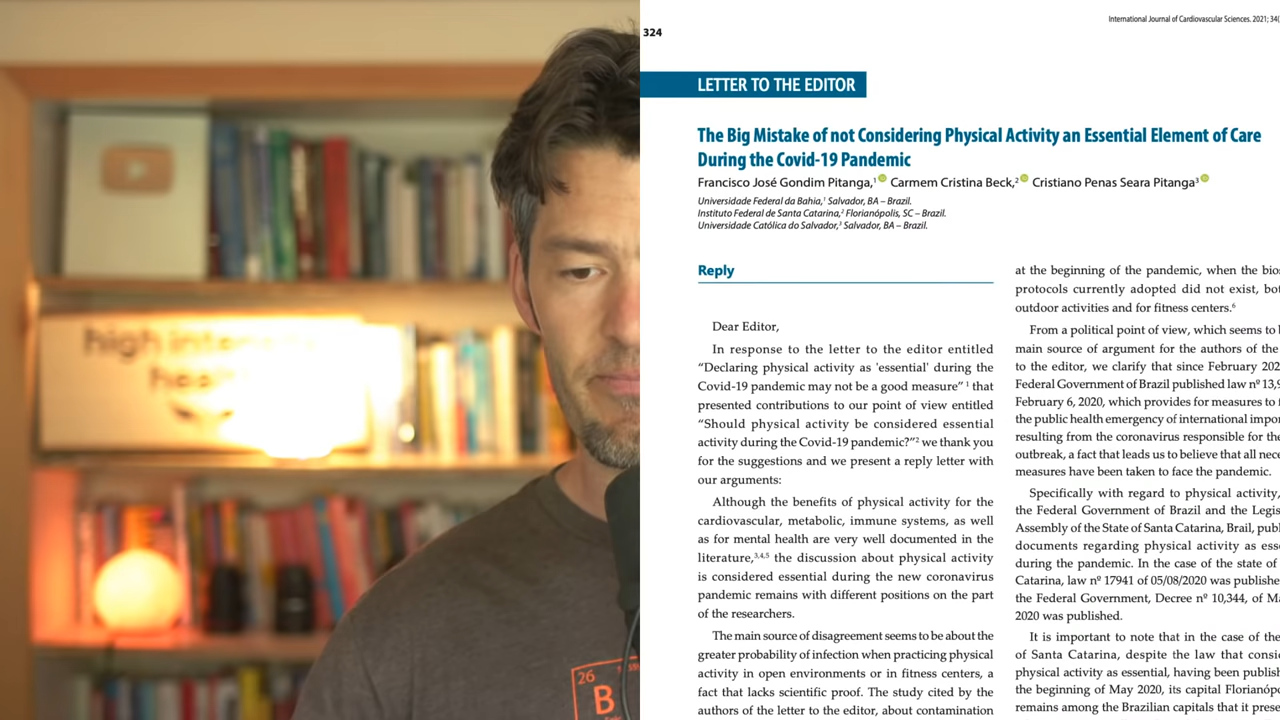 high intensity
health
26
B
324
International Journal of Cardiovascular Sciences. 2021; 34(
LETTER TO THE EDITOR
The Big Mistake of not Considering Physical Activity an Essential Element of Care
During the Covid-19 Pandemic
Francisco José Gondim Pitanga,¹ Carmem Cristina Beck,² Cristiano Penas Seara Pitanga³
Universidade Federal da Bahia,¹ Salvador, BA – Brazil.
Instituto Federal de Santa Catarina,² Florianópolis, SC – Brazil.
Universidade Católica do Salvador,³ Salvador, BA – Brazil.
Reply
Dear Editor,
In response to the letter to the editor entitled
“Declaring physical activity as 'essential' during the
Covid-19 pandemic may not be a good measure” ¹ that
presented contributions to our point of view entitled
“Should physical activity be considered essential
activity during the Covid-19 pandemic?”² we thank you
for the suggestions and we present a reply letter with
our arguments:
Although the benefits of physical activity for the
cardiovascular, metabolic, immune systems, as well
as for mental health are very well documented in the
literature,³,⁴,⁵ the discussion about physical activity
is considered essential during the new coronavirus
pandemic remains with different positions on the part
of the researchers.
The main source of disagreement seems to be about the
greater probability of infection when practicing physical
activity in open environments or in fitness centers, a
fact that lacks scientific proof. The study cited by the
authors of the letter to the editor, about contamination
at the beginning of the pandemic, when the bios
protocols currently adopted did not exist, bot
outdoor activities and for fitness centers.⁶
From a political point of view, which seems to b
main source of argument for the authors of the
to the editor, we clarify that since February 202
Federal Government of Brazil published law nº 13,9
February 6, 2020, which provides for measures to f
the public health emergency of international impor
resulting from the coronavirus responsible for the
outbreak, a fact that leads us to believe that all nece
measures have been taken to face the pandemic.
Specifically with regard to physical activity,
the Federal Government of Brazil and the Legis
Assembly of the State of Santa Catarina, Brail, publ
documents regarding physical activity as esse
during the pandemic. In the case of the state of
Catarina, law nº 17941 of 05/08/2020 was publishe
the Federal Government, Decree nº 10,344, of Ma
2020 was published.
It is important to note that in the case of the
of Santa Catarina, despite the law that consid
physical activity as essential, having been publish
the beginning of May 2020, its capital Florianópo
remains among the Brazilian capitals that it prese